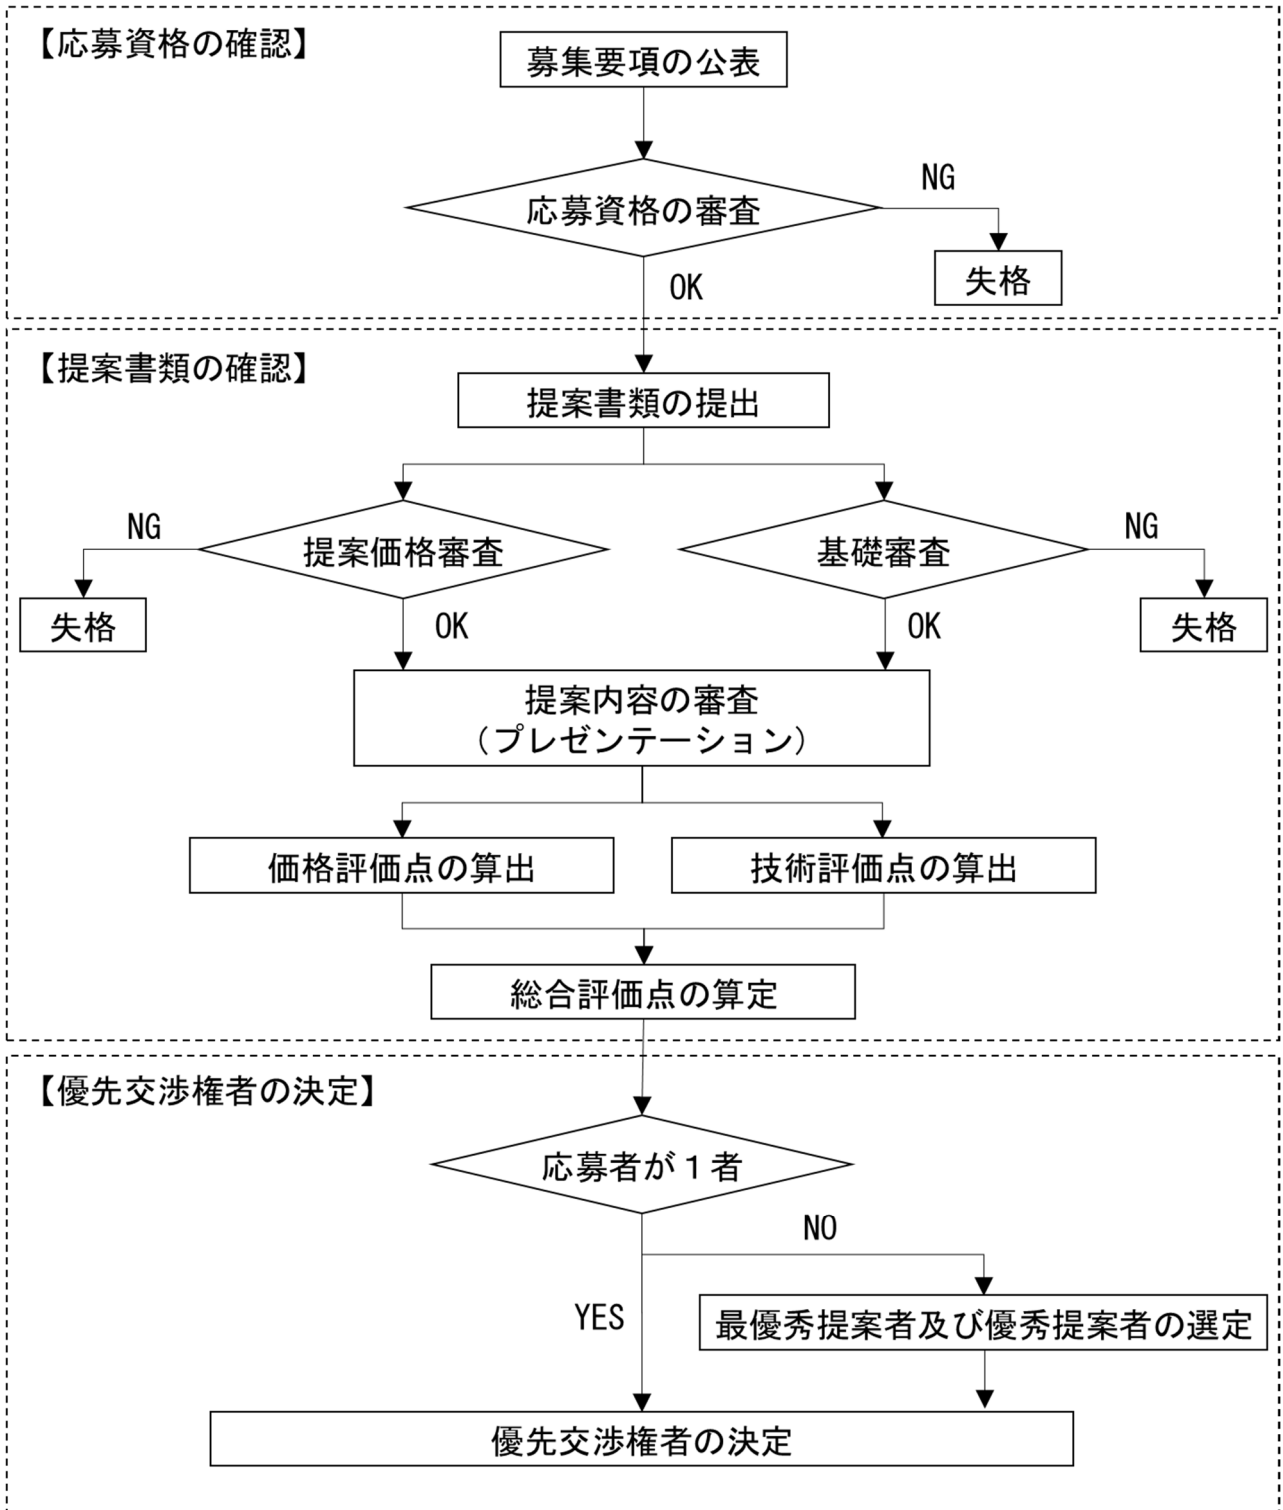 【応募資格の確認】
募集要項の公表
応募資格の審査
NG
失格
OK
【提案書類の確認】
提案書類の提出
NG
提案価格審査
基礎審査
NG
失格
OK
OK
失格
提案内容の審査
(プレゼンテーション)
価格評価点の算出
技術評価点の算出
総合評価点の算定
【優先交渉権者の決定】
応募者が1者
NO
YES
最優秀提案者及び優秀提案者の選定
優先交渉権者の決定